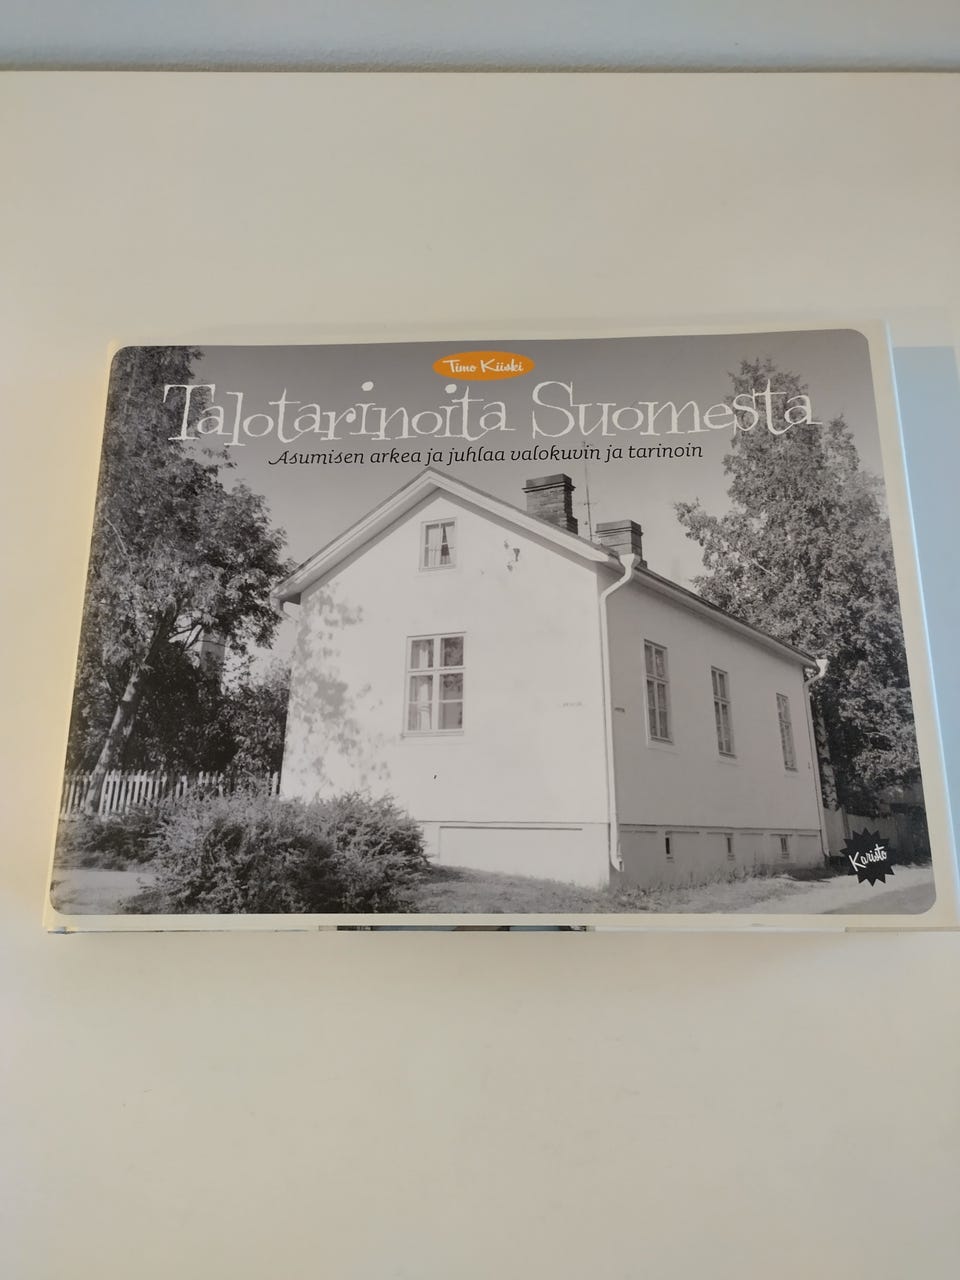 Timo Kiiski
Talotarinoita Suomesta
Asumisen arkea ja juhlaa valokuvin ja tarinoin
Karisto